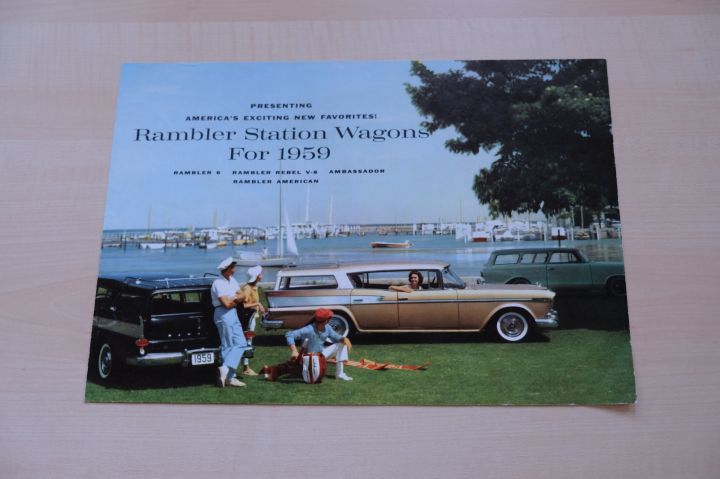 PRESENTING
AMERICA'S EXCITING NEW FAVORITES!
Rambler Station Wagons
For 1959
RAMBLER 6 RAMBLER REBEL V-8 AMBASSADOR
RAMBLER AMERICAN
1959